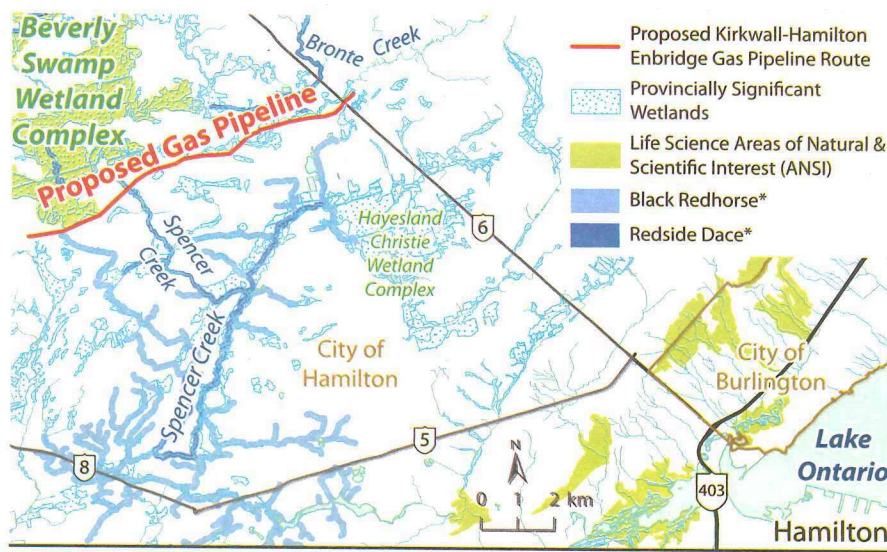 Beverly
Swamp
Wetland
Complex
Bronte Creek
Proposed Gas Pipeline
Proposed Kirkwall-Hamilton
Enbridge Gas Pipeline Route
Provincially Significant
Wetlands
Life Science Areas of Natural &
Scientific Interest (ANSI)
Black Redhorse*
Redside Dace*
Spencer
Creek
Hayesland
Christie
Wetland
Complex
6
City of
Hamilton
Spencer Creek
City of
Burlington
5
8
N
0 1 2 km
403
Lake
Ontario
Hamilton